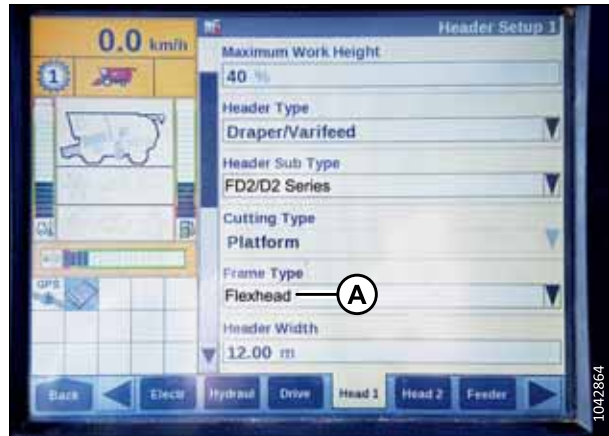 0.0 km/h
Header Setup 1
1
Maximum Work Height
40 %
Header Type
Draper/Varifeed
Header Sub Type
FD2/D2 Series
Cutting Type
Platform
Frame Type
Flexhead
A
Header Width
12.00 m
GPS
Back
Electr
Hydraul
Drive
Head 1
Head 2
Feeder
1042864